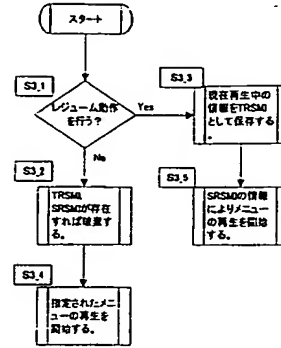 スタート
S3_1
レジューム動作
を行う?
Yes
No
S3_3
現在再生中の
情報をTRSMI
として保存する
。
S3_2
TRSMI,
SRSMIが存在
すれば破棄す
る。
S3_5
SRSMIの情報
によりメニュー
の再生を開始
する。
S3_4
指定されたメニ
ューの再生を
開始する。